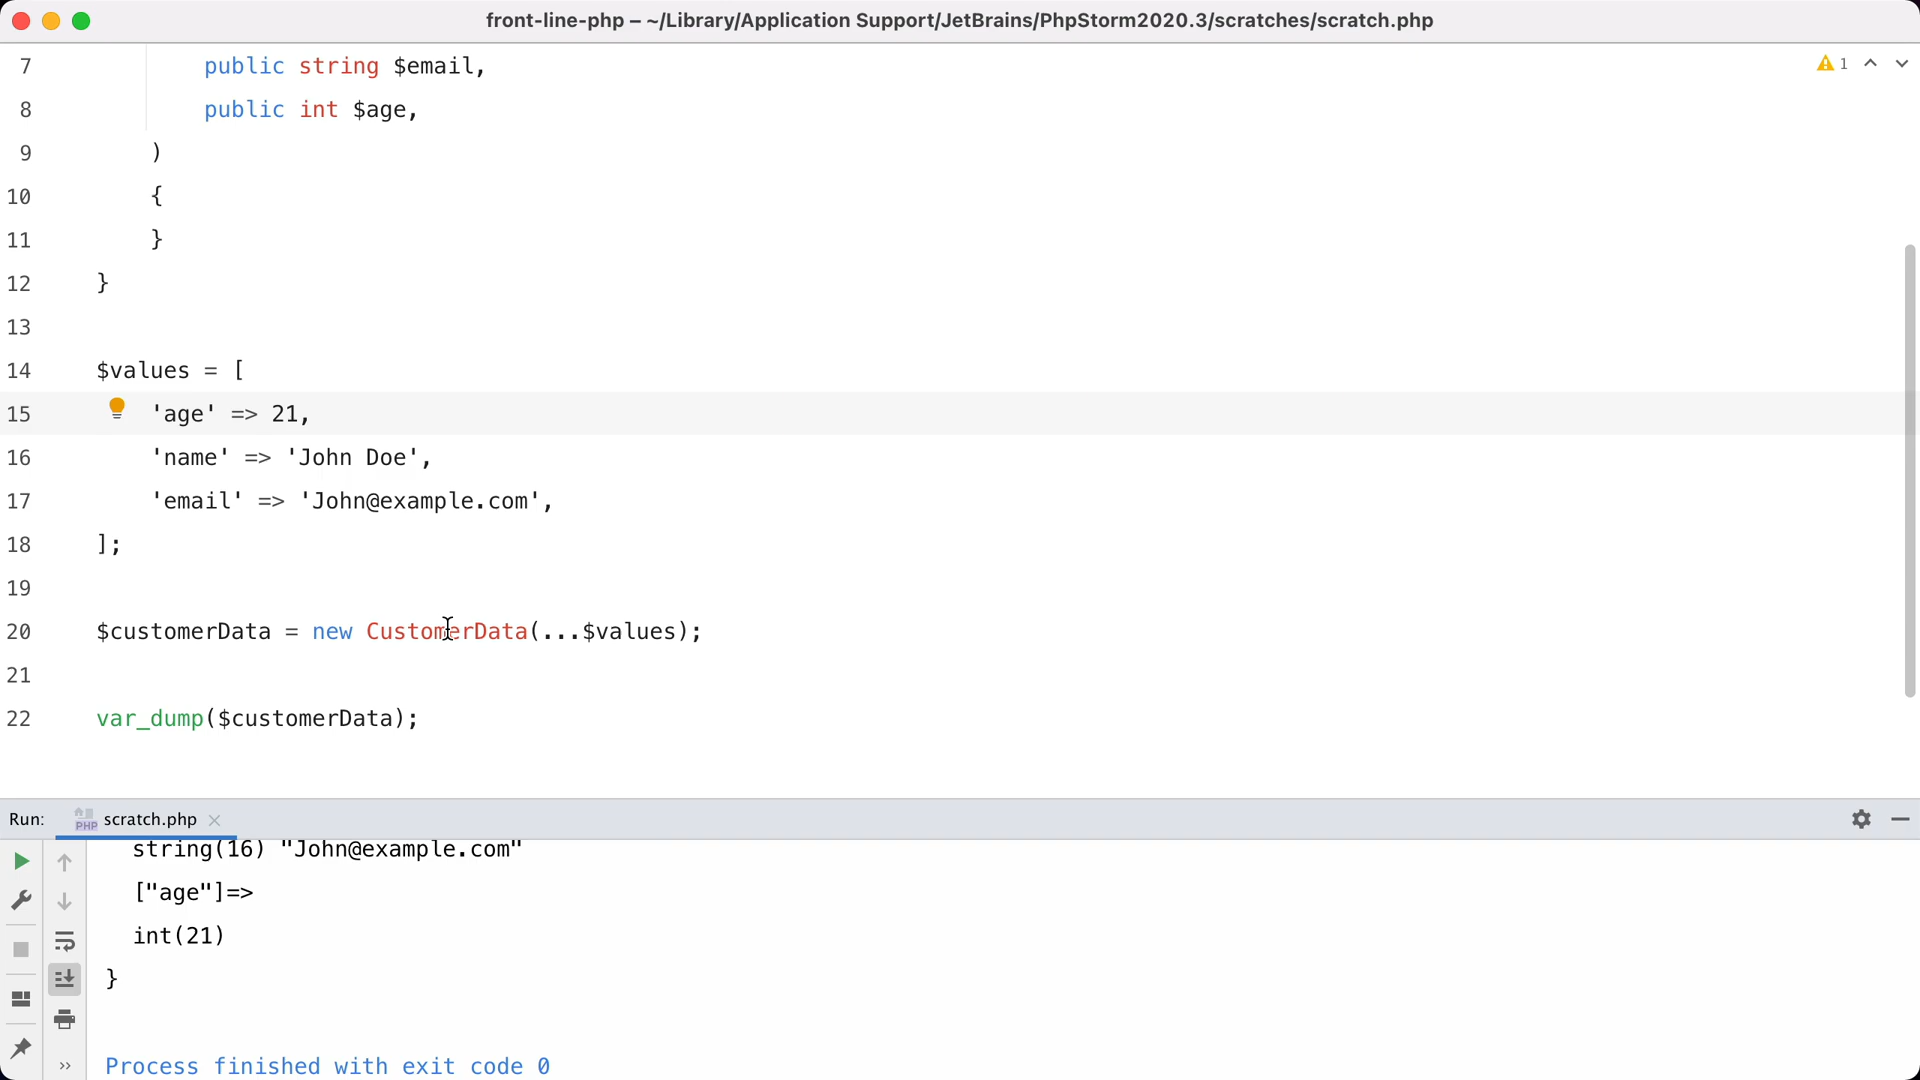 front-line-php – ~/Library/Application Support/JetBrains/PhpStorm2020.3/scratches/scratch.php
7 public string $email,
1
8 public int $age,
9 )
10 {
11 }
12 }
13
14 $values = [
15 'age' => 21,
16 'name' => 'John Doe',
17 'email' => 'John@example.com',
18 ];
19
20 $customerData = new CustomerData(...$values);
21
22 var_dump($customerData);
Run: PHP scratch.php
string(16) "John@example.com"
["age"]=>
int(21)
}
Process finished with exit code 0